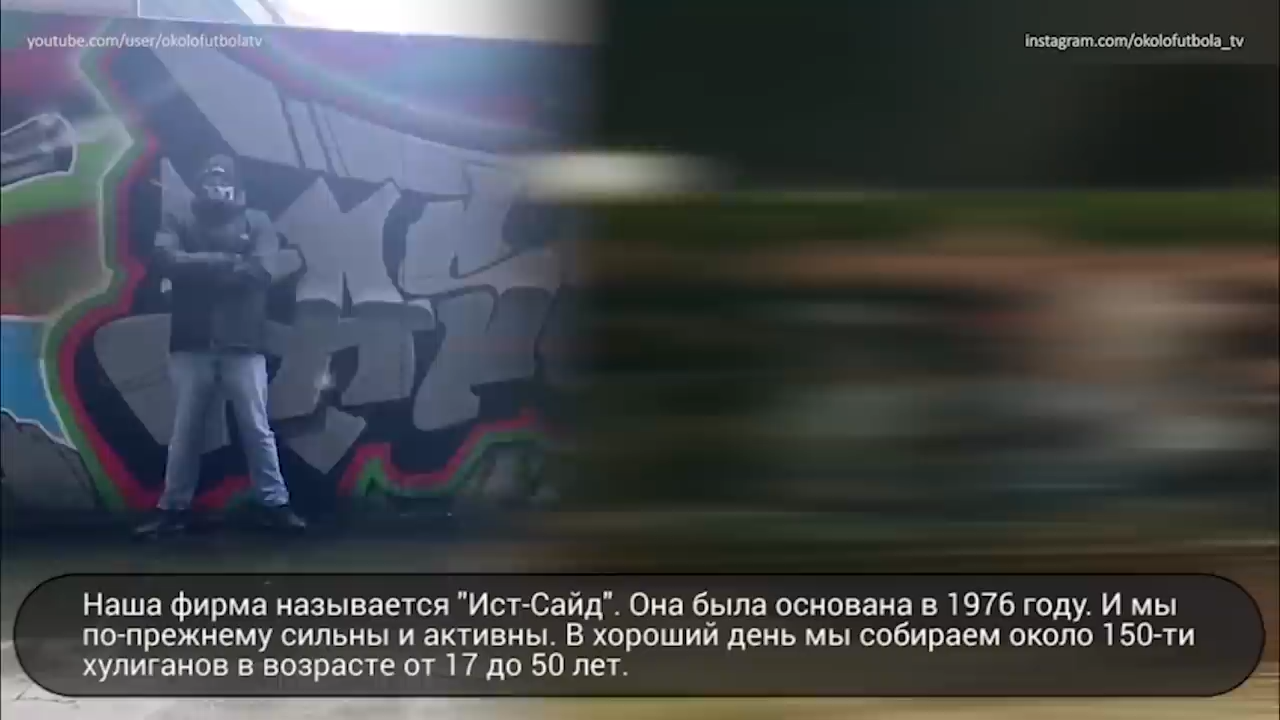 youtube.com/user/okolofutbolatv
instagram.com/okolofutbola_tv
Наша фирма называется "Ист-Сайд". Она была основана в 1976 году. И мы
по-прежнему сильны и активны. В хороший день мы собираем около 150-ти
хулиганов в возрасте от 17 до 50 лет.